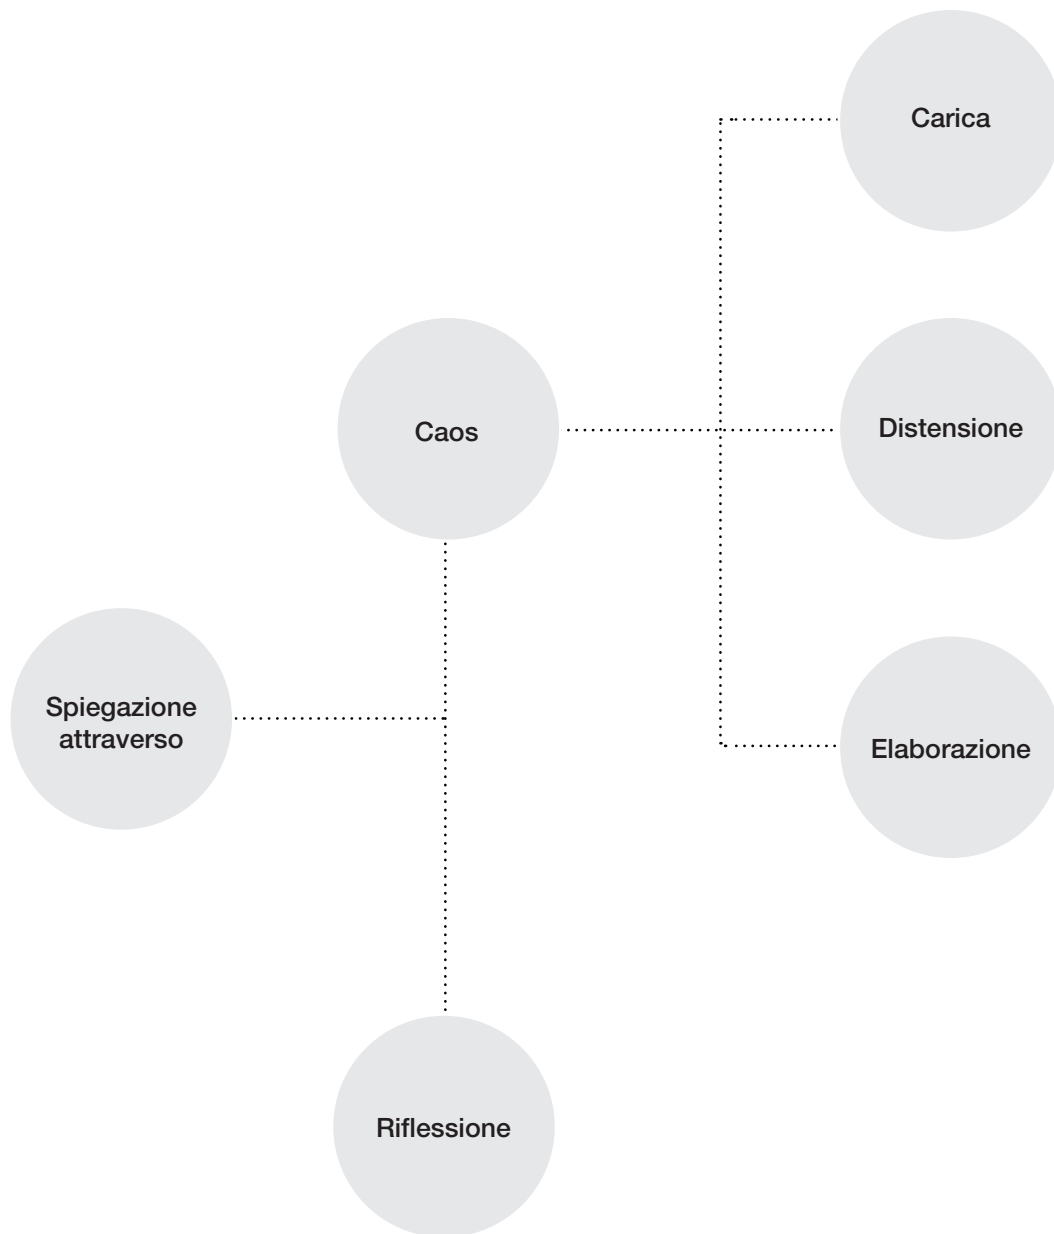 Carica
Caos
Distensione
Spiegazione
attraverso
Elaborazione
Riflessione